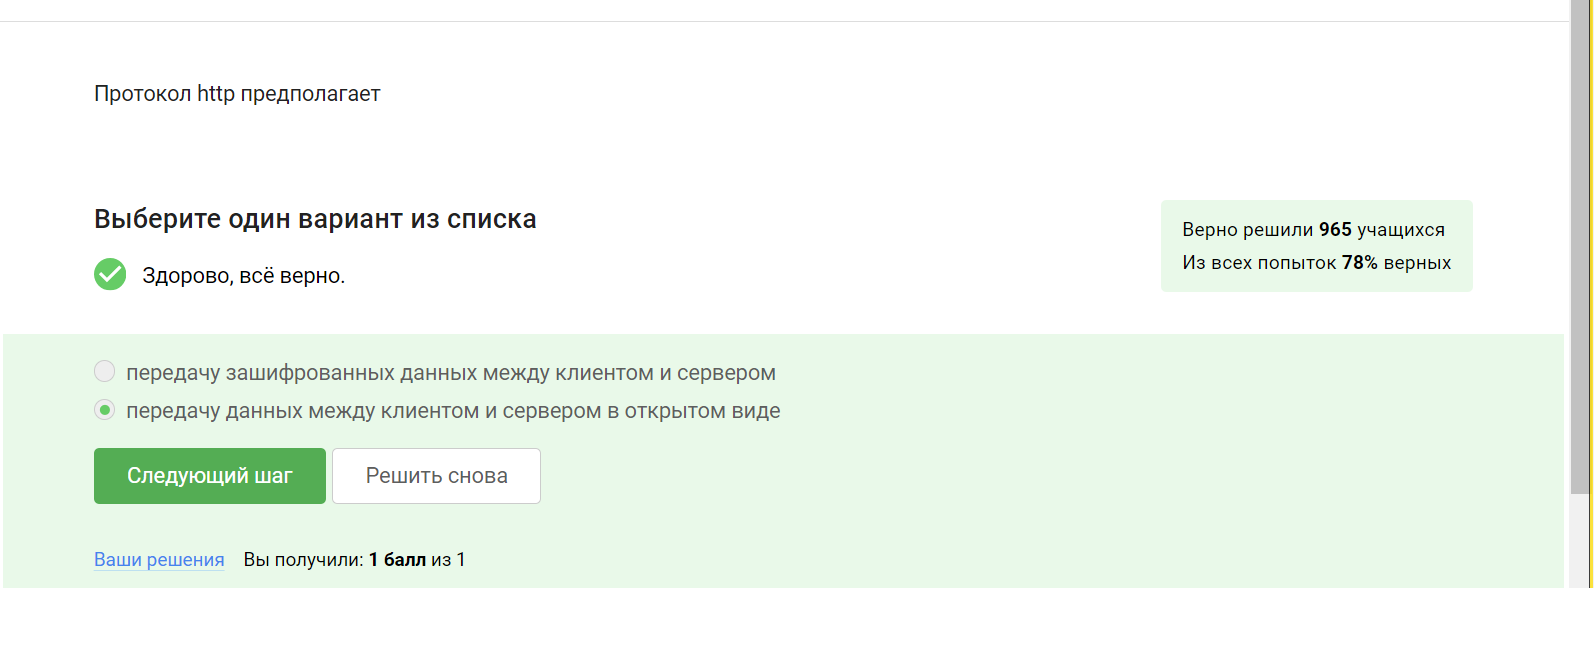 Протокол http предполагает
Выберите один вариант из списка
Верно решили 965 учащихся
Из всех попыток 78% верных
Здорово, всё верно.
передачу зашифрованных данных между клиентом и сервером
передачу данных между клиентом и сервером в открытом виде
Следующий шаг
Решить снова
Ваши решения Вы получили: 1 балл из 1